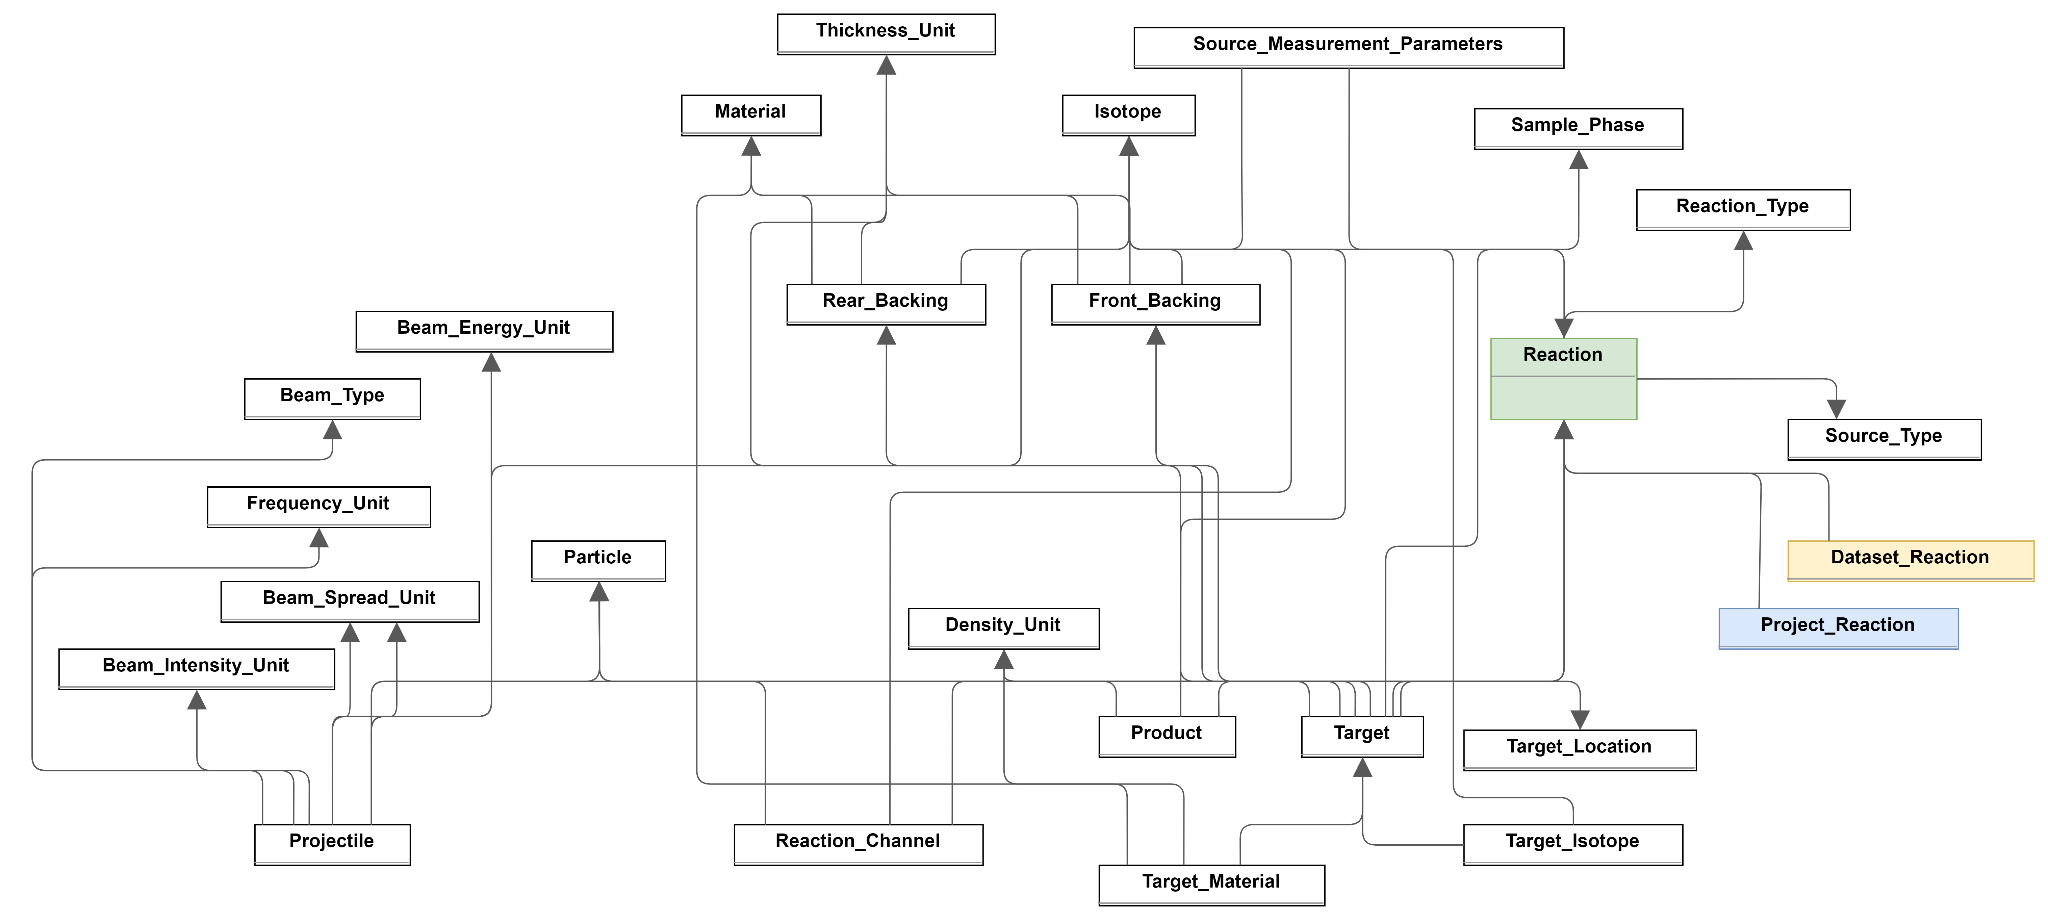 Thickness_Unit
Source_Measurement_Parameters
Material
Isotope
Sample_Phase
Reaction_Type
Rear_Backing
Front_Backing
Beam_Energy_Unit
Reaction
Beam_Type
Source_Type
Frequency_Unit
Particle
Dataset_Reaction
Beam_Spread_Unit
Density_Unit
Project_Reaction
Beam_Intensity_Unit
Product
Target
Target_Location
Projectile
Reaction_Channel
Target_Isotope
Target_Material